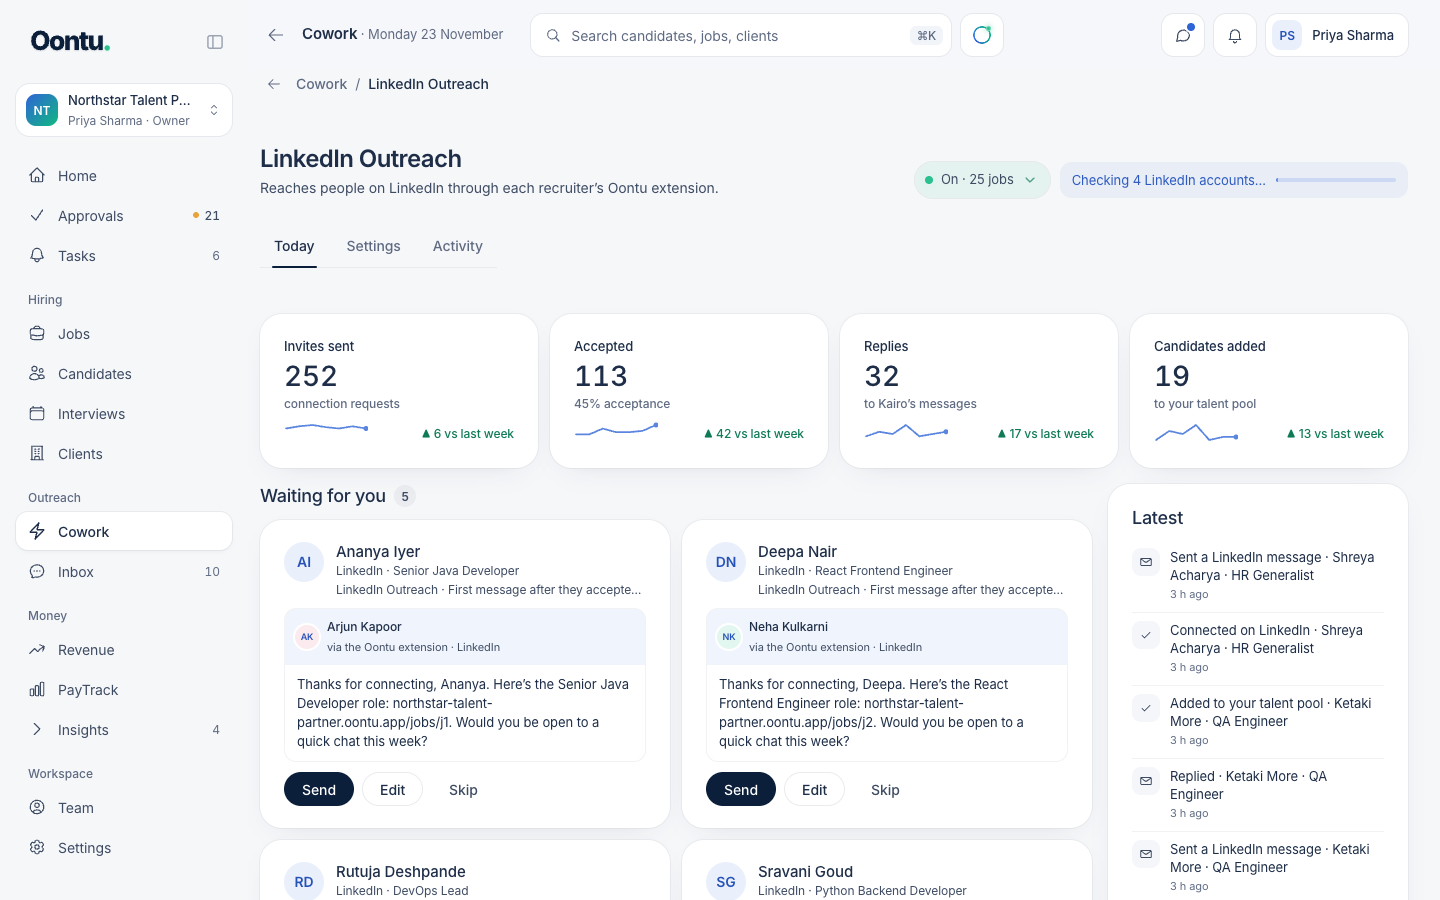 Oontu.
NT
Northstar Talent P...
Priya Sharma · Owner
Home
Approvals
21
Tasks
6
Hiring
Jobs
Candidates
Interviews
Clients
Outreach
Cowork
Inbox
10
Money
Revenue
PayTrack
Insights
4
Workspace
Team
Settings
Cowork · Monday 23 November
Search candidates, jobs, clients
⌘K
PS
Priya Sharma
Cowork / LinkedIn Outreach
LinkedIn Outreach
Reaches people on LinkedIn through each recruiter’s Oontu extension.
On · 25 jobs
Checking 4 LinkedIn accounts...
Today
Settings
Activity
Invites sent
252
connection requests
▲ 6 vs last week
Accepted
113
45% acceptance
▲ 42 vs last week
Replies
32
to Kairo’s messages
▲ 17 vs last week
Candidates added
19
to your talent pool
▲ 13 vs last week
Waiting for you 5
AI
Ananya Iyer
LinkedIn · Senior Java Developer
LinkedIn Outreach · First message after they accepte...
AK
Arjun Kapoor
via the Oontu extension · LinkedIn
Thanks for connecting, Ananya. Here’s the Senior Java
Developer role: northstar-talent-
partner.oontu.app/jobs/j1. Would you be open to a
quick chat this week?
Send
Edit
Skip
DN
Deepa Nair
LinkedIn · React Frontend Engineer
LinkedIn Outreach · First message after they accepte...
NK
Neha Kulkarni
via the Oontu extension · LinkedIn
Thanks for connecting, Deepa. Here’s the React
Frontend Engineer role: northstar-talent-
partner.oontu.app/jobs/j2. Would you be open to a
quick chat this week?
Send
Edit
Skip
RD
Rutuja Deshpande
LinkedIn · DevOps Lead
SG
Sravani Goud
LinkedIn · Python Backend Developer
Latest
Sent a LinkedIn message · Shreya
Acharya · HR Generalist
3 h ago
Connected on LinkedIn · Shreya
Acharya · HR Generalist
3 h ago
Added to your talent pool · Ketaki
More · QA Engineer
3 h ago
Replied · Ketaki More · QA
Engineer
3 h ago
Sent a LinkedIn message · Ketaki
More · QA Engineer
3 h ago